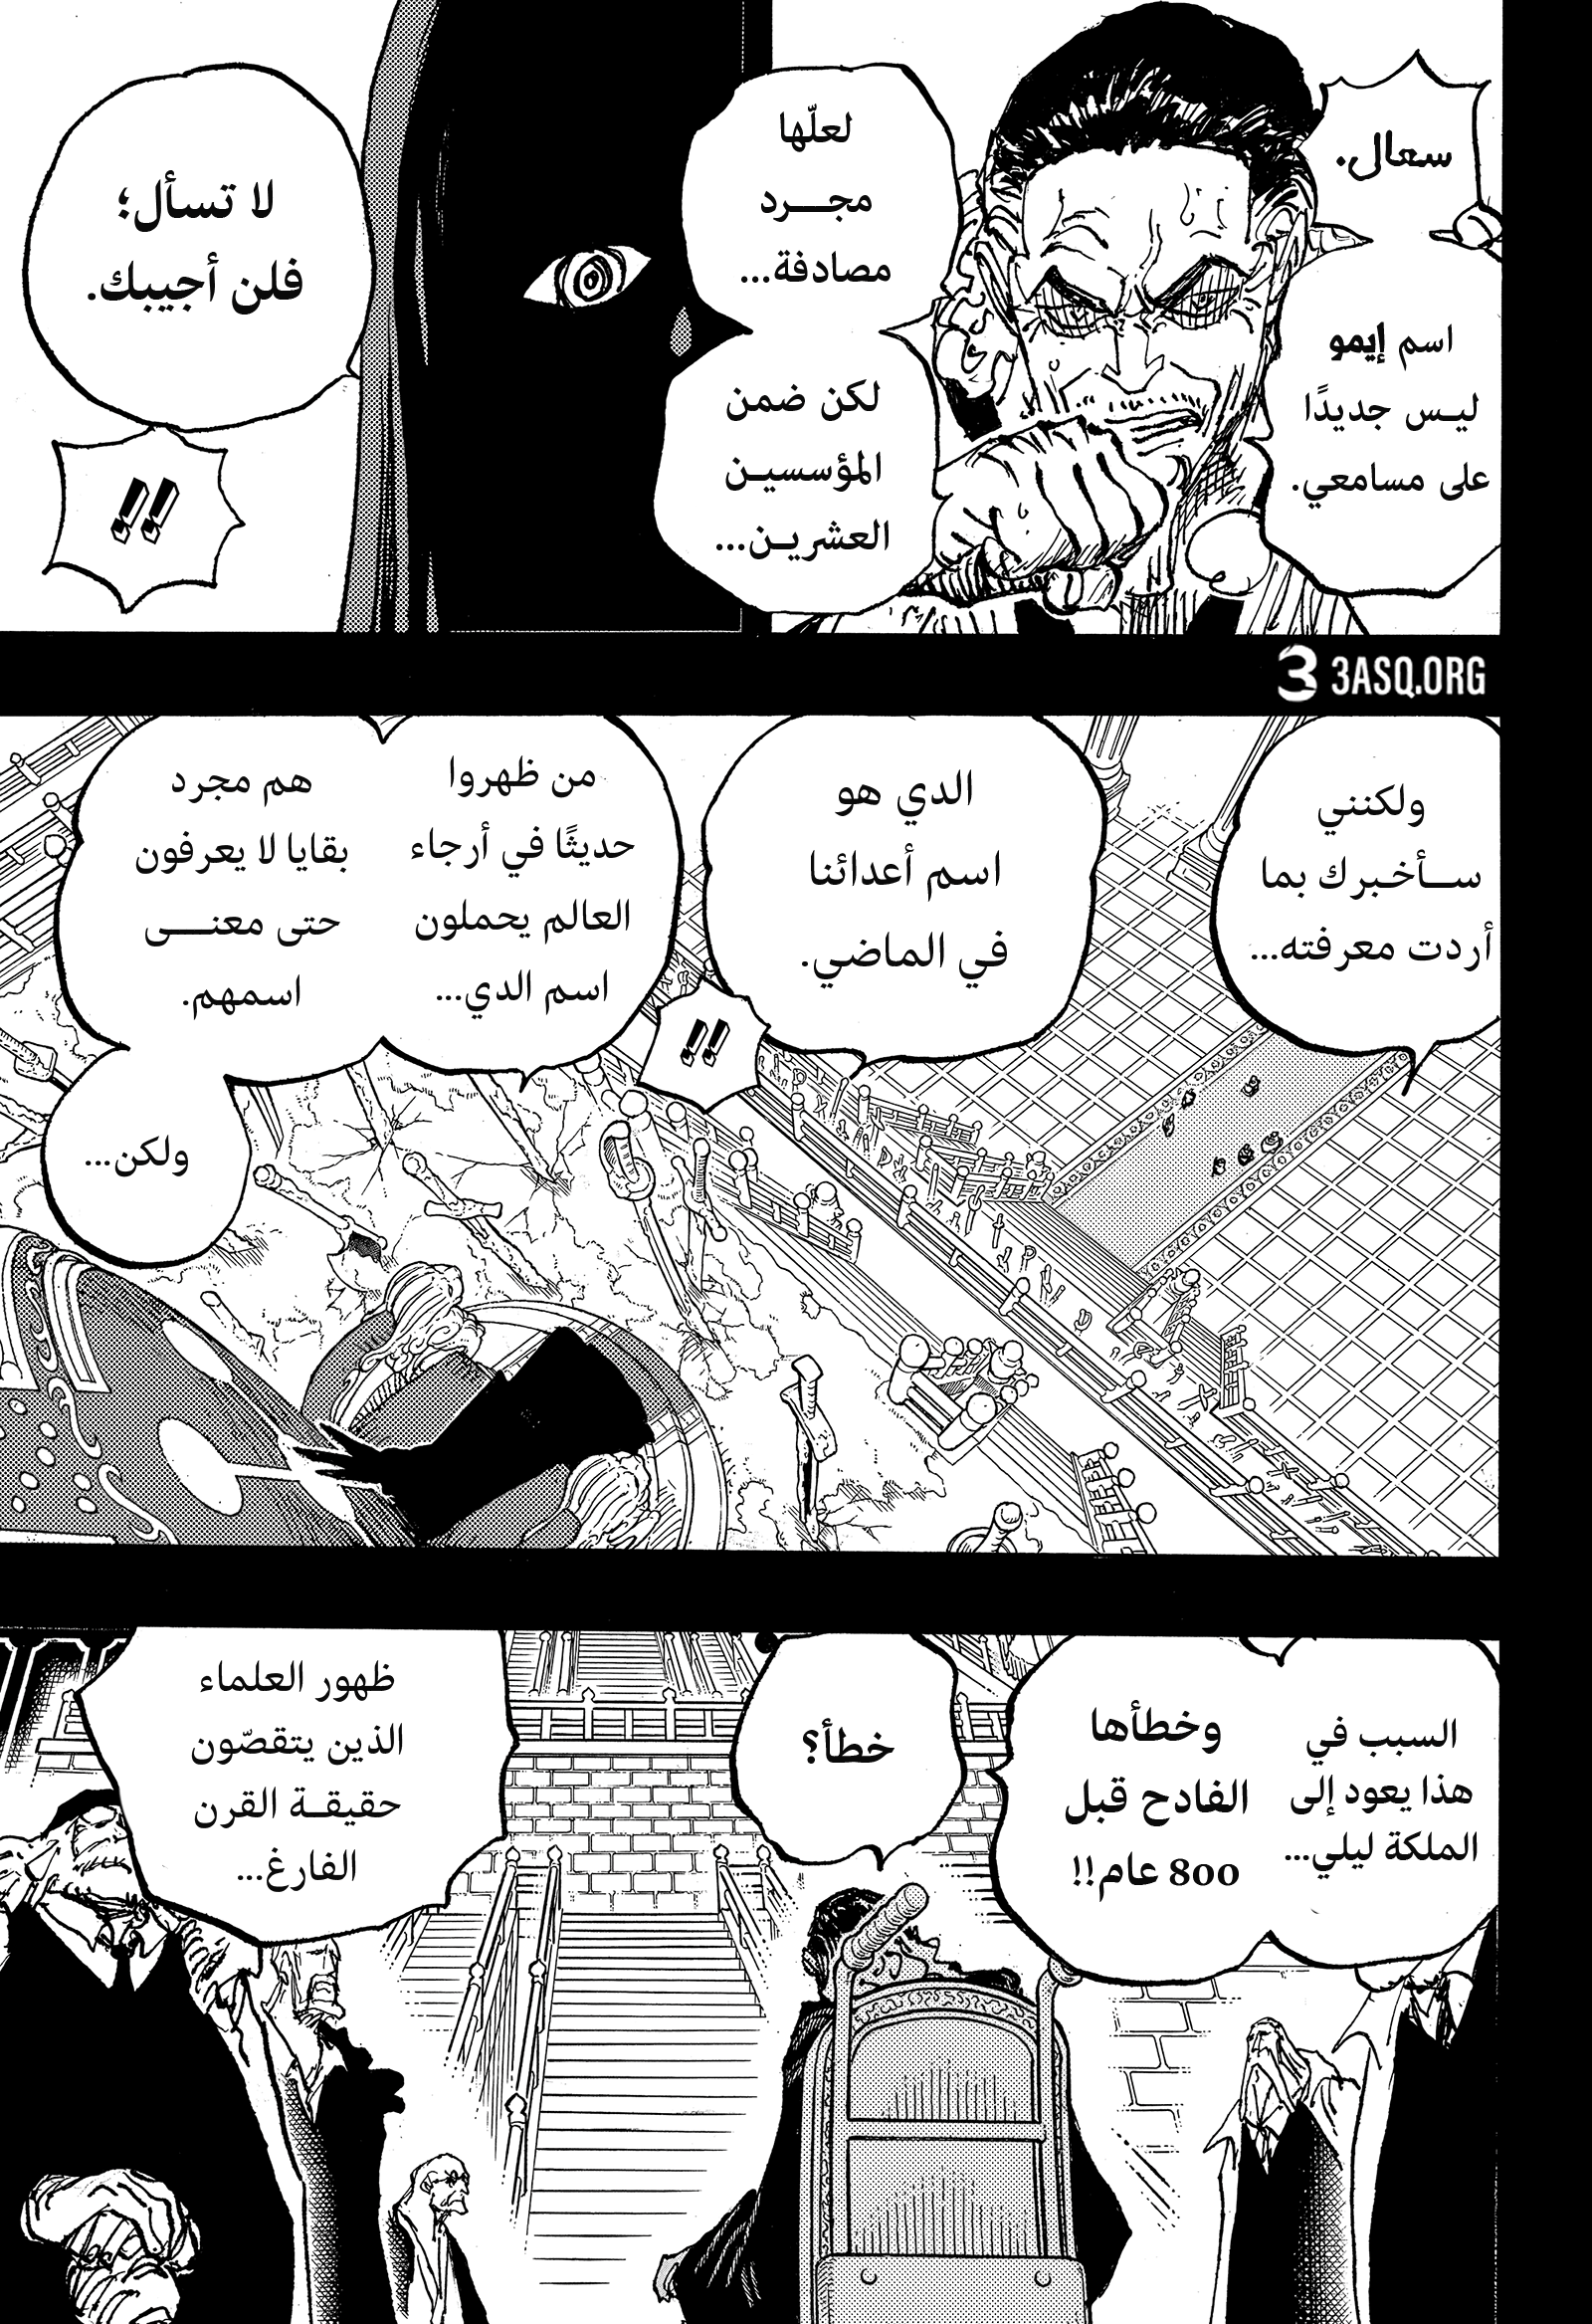 سعال.
اسم إيمو
ليس جديدًا
على مسامعي.
لعلّها
مجرد
مصادفة...
لكن ضمن
المؤسسين
العشرين...
لا تسأل؛
فلن أجيبك.
!!
3 3ASQ.ORG
ولكنني
سأخبرك بما
أردت معرفته...
الدي هو
اسم أعدائنا
في الماضي.
!!
من ظهروا
حديثًا في أرجاء
العالم يحملون
اسم الدي...
هم مجرد
بقايا لا يعرفون
حتى معنى
اسمهم.
ولكن...
السبب في
هذا يعود إلى
الملكة ليلي...
وخطأها
الفادح قبل
800 عام!!
خطأ؟
ظهور العلماء
الذين يتقصّون
حقيقة القرن
الفارغ...